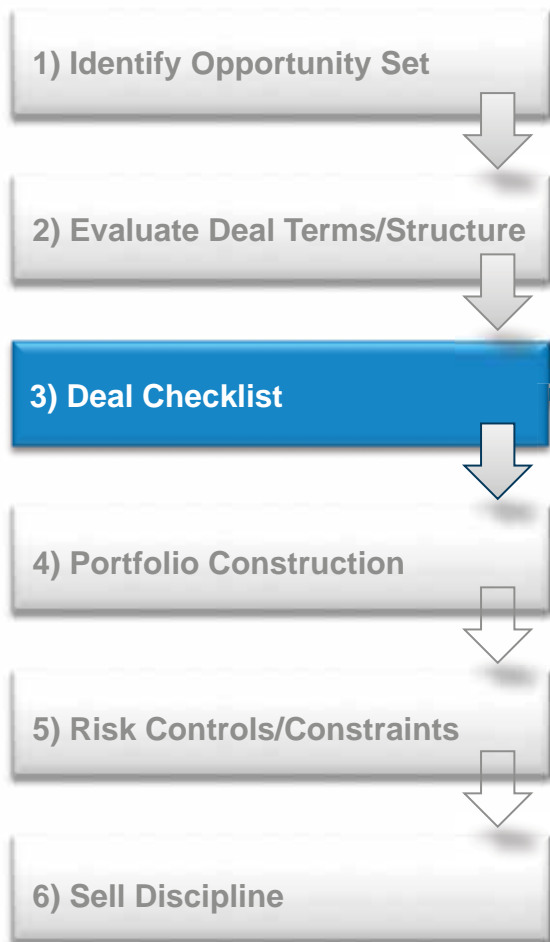 1) Identify Opportunity Set
2) Evaluate Deal Terms/Structure
3) Deal Checklist
4) Portfolio Construction
5) Risk Controls/Constraints
6) Sell Discipline